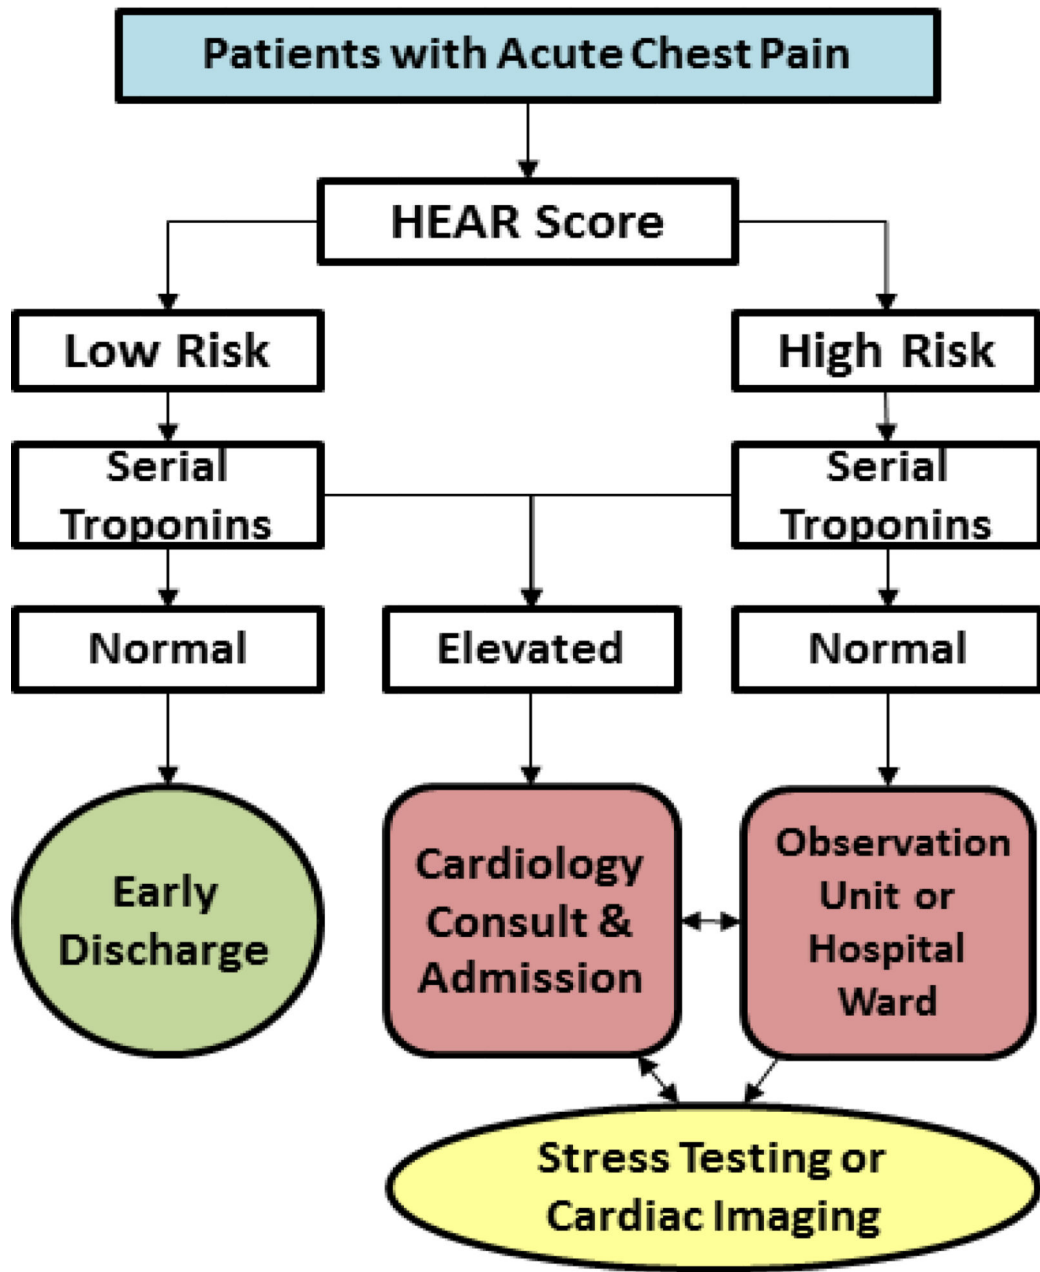 Patients with Acute Chest Pain
HEAR Score
Low Risk
High Risk
Serial
Troponins
Serial
Troponins
Normal
Elevated
Normal
Early
Discharge
Cardiology
Consult &
Admission
Observation
Unit or
Hospital
Ward
Stress Testing or
Cardiac Imaging